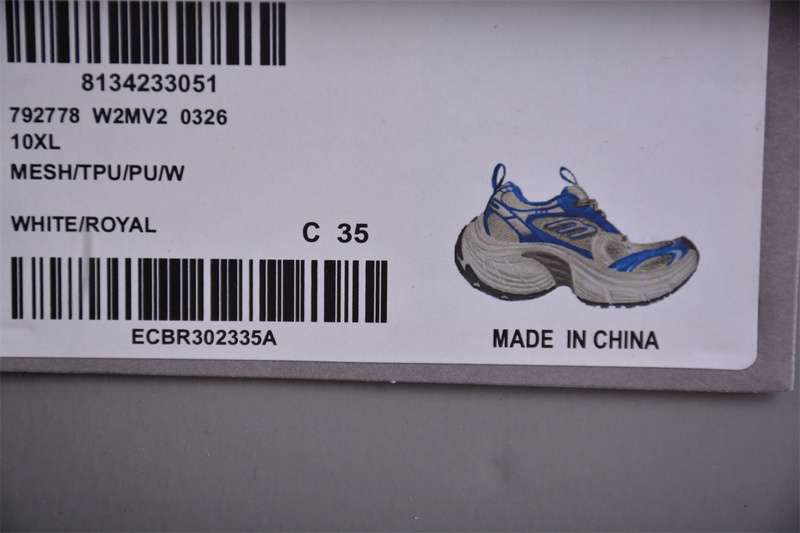 8134233051
792778 W2MV2 0326
10XL
MESH/TPU/PU/W
WHITE/ROYAL
C 35
ECBR302335A
MADE IN CHINA